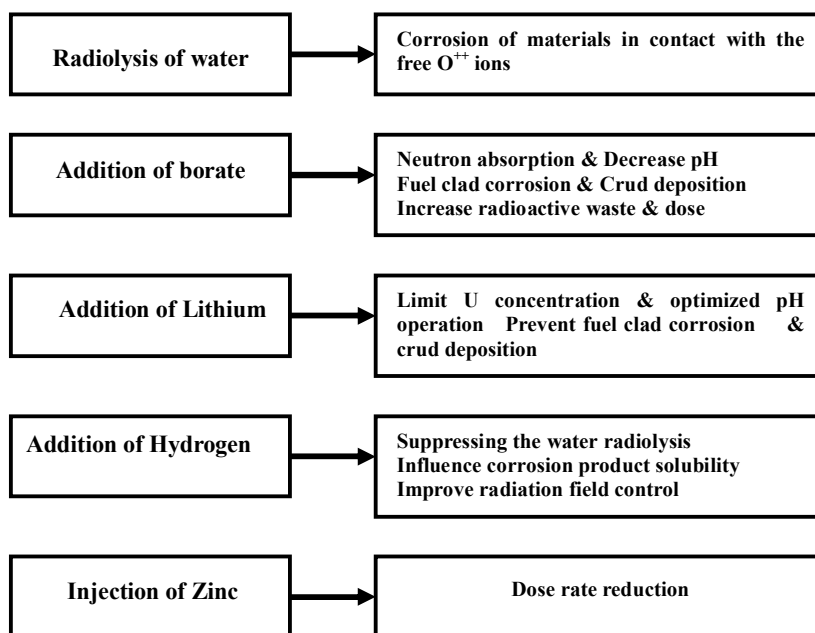 Radiolysis of water
Corrosion of materials in contact with the
free O⁺⁺ ions
Addition of borate
Neutron absorption & Decrease pH
Fuel clad corrosion & Crud deposition
Increase radioactive waste & dose
Addition of Lithium
Limit U concentration & optimized pH
operation Prevent fuel clad corrosion &
crud deposition
Addition of Hydrogen
Suppressing the water radiolysis
Influence corrosion product solubility
Improve radiation field control
Injection of Zinc
Dose rate reduction